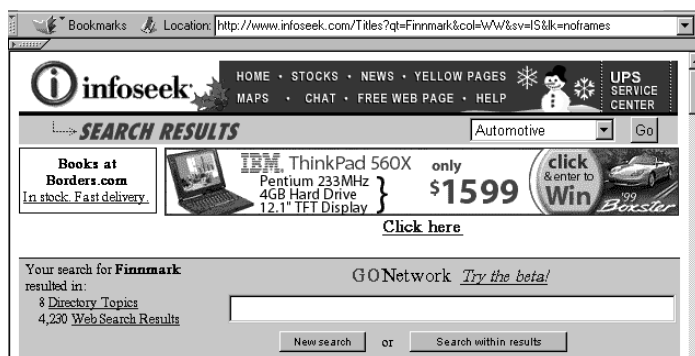 Bookmarks Location: http://www.infoseek.com/Titles?qt=Finnmark&col=WW&sv=IS&lk=noframes
infoseek
HOME • STOCKS • NEWS • YELLOW PAGES
MAPS • CHAT • FREE WEB PAGE • HELP
UPS
SERVICE
CENTER
SEARCH RESULTS
Automotive Go
Books at
Borders.com
In stock. Fast delivery.
IBM. ThinkPad 560X
Pentium 233MHz
4GB Hard Drive
12.1" TFT Display
only
$1599
click
& enter to
Win
'99
Boxster
Click here
Your search for Finnmark
resulted in:
8 Directory Topics
4,230 Web Search Results
GO Network Try the beta!
New search or Search within results